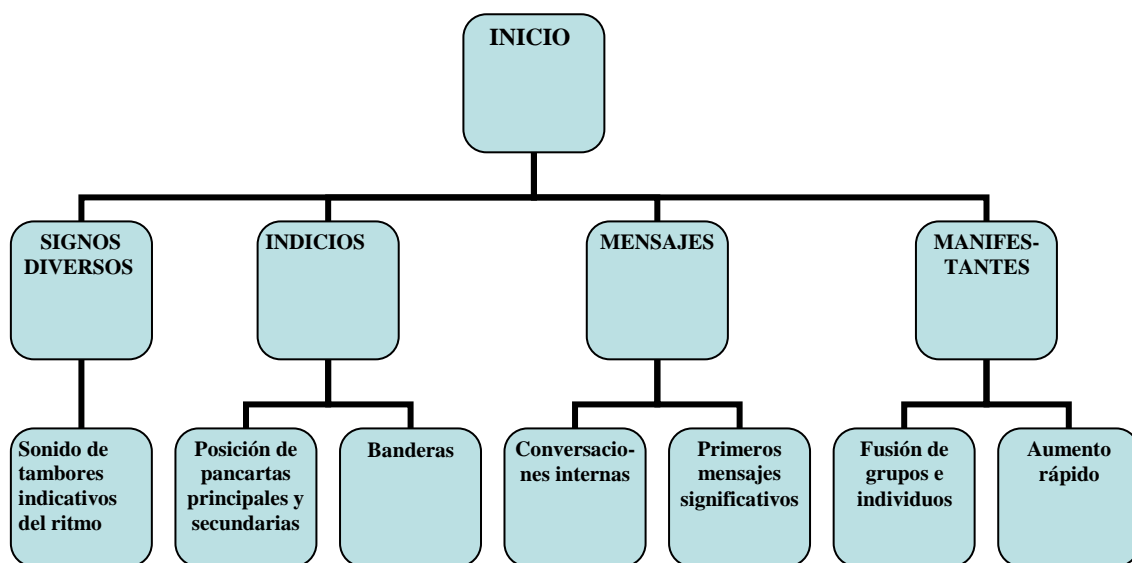 INICIO
SIGNOS
DIVERSOS
INDICIOS
MENSAJES
MANIFES-
TANTES
Sonido de
tambores
indicativos
del ritmo
Posición de
pancartas
principales y
secundarias
Banderas
Conversacio-
nes internas
Primeros
mensajes
significativos
Fusión de
grupos e
individuos
Aumento
rápido